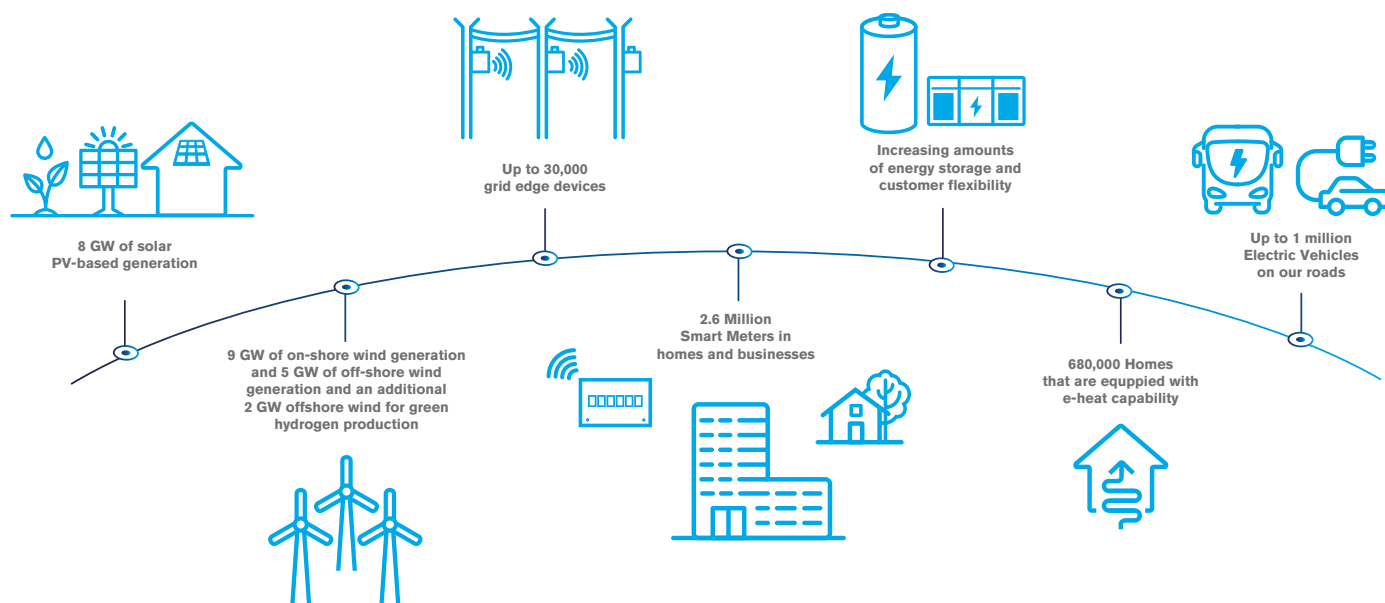 8 GW of solar
PV-based generation
9 GW of on-shore wind generation
and 5 GW of off-shore wind
generation and an additional
2 GW offshore wind for green
hydrogen production
Up to 30,000
grid edge devices
2.6 Million
Smart Meters in
homes and businesses
Increasing amounts
of energy storage and
customer flexibility
680,000 Homes
that are equppied with
e-heat capability
Up to 1 million
Electric Vehicles
on our roads